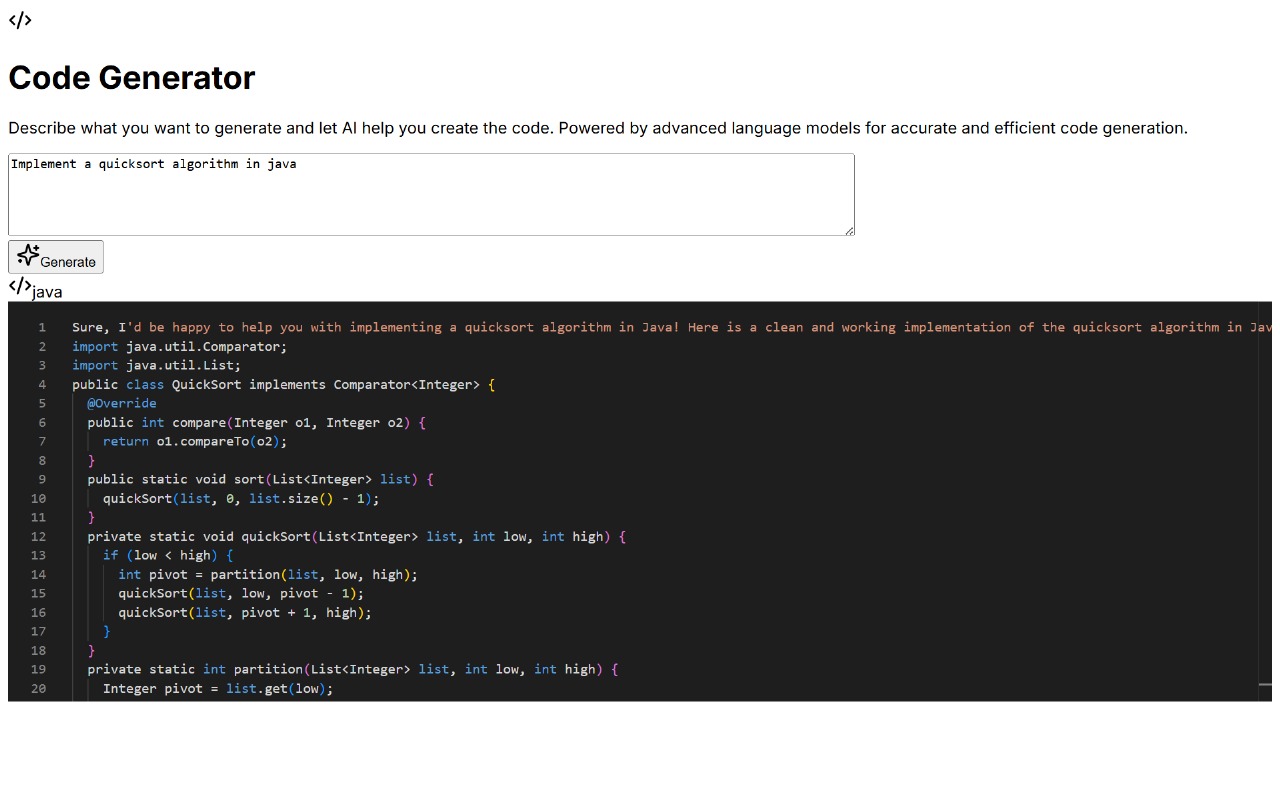 </>
Code Generator
Describe what you want to generate and let AI help you create the code. Powered by advanced language models for accurate and efficient code generation.
Implement a quicksort algorithm in java
Generate
</>java
1 Sure, I'd be happy to help you with implementing a quicksort algorithm in Java! Here is a clean and working implementation of the quicksort algorithm in Jav
2 import java.util.Comparator;
3 import java.util.List;
4 public class QuickSort implements Comparator<Integer> {
5 @Override
6 public int compare(Integer o1, Integer o2) {
7 return o1.compareTo(o2);
8 }
9 public static void sort(List<Integer> list) {
10 quickSort(list, 0, list.size() - 1);
11 }
12 private static void quickSort(List<Integer> list, int low, int high) {
13 if (low < high) {
14 int pivot = partition(list, low, high);
15 quickSort(list, low, pivot - 1);
16 quickSort(list, pivot + 1, high);
17 }
18 }
19 private static int partition(List<Integer> list, int low, int high) {
20 Integer pivot = list.get(low);